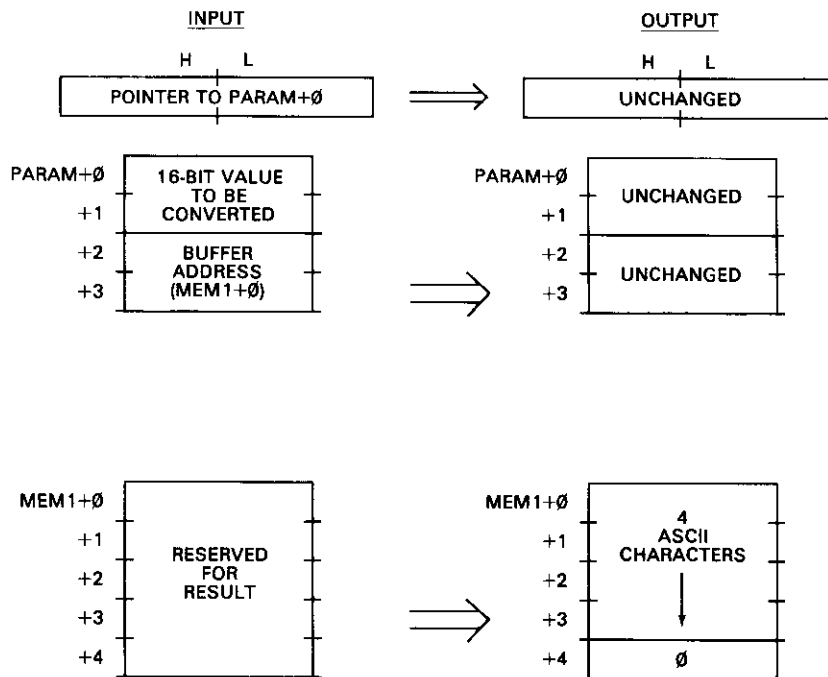 INPUT
OUTPUT
H L
H L
POINTER TO PARAM+Ø
UNCHANGED
PARAM+Ø
+1
+2
+3
16-BIT VALUE
TO BE
CONVERTED
BUFFER
ADDRESS
(MEM1+Ø)
PARAM+Ø
+1
+2
+3
UNCHANGED
UNCHANGED
MEM1+Ø
+1
+2
+3
+4
RESERVED
FOR
RESULT
MEM1+Ø
+1
+2
+3
+4
4
ASCII
CHARACTERS
Ø